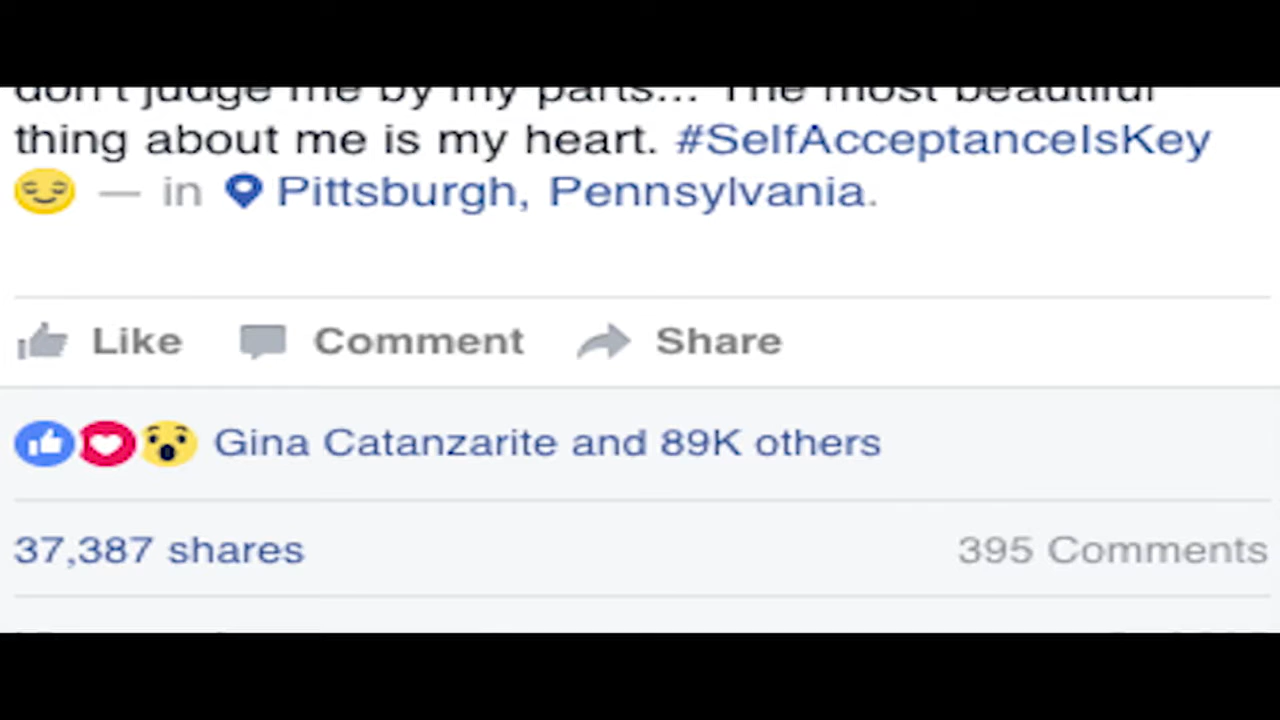 don't judge me by my parts... The most beautiful
thing about me is my heart. #SelfAcceptanceIsKey
😏 — in Pittsburgh, Pennsylvania.
Like Comment Share
Gina Catanzarite and 89K others
37,387 shares 395 Comments